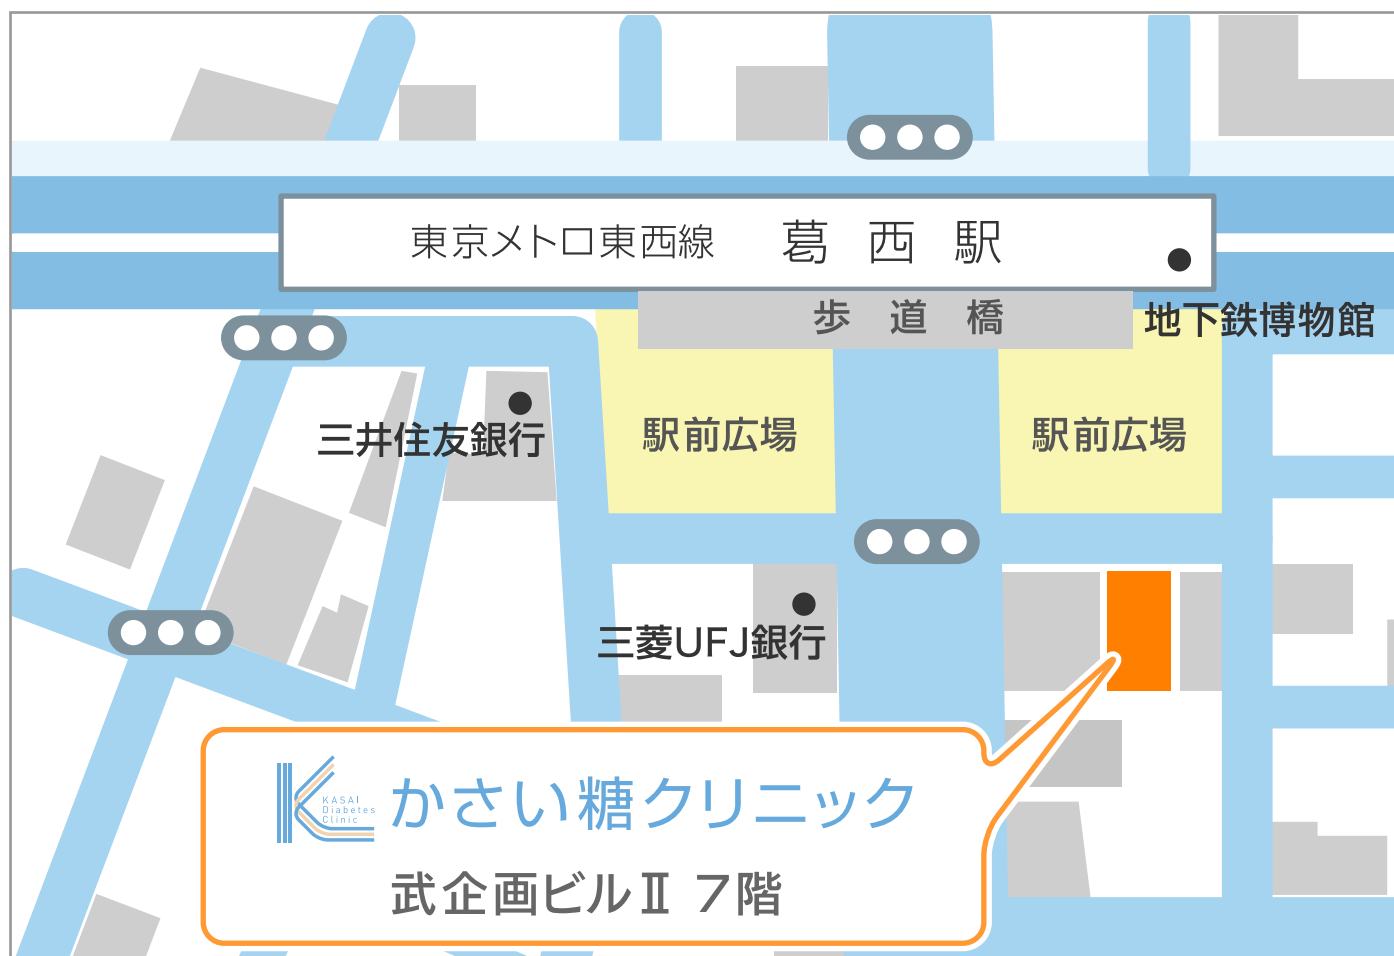 東京メトロ東西線 葛西駅
歩道橋
地下鉄博物館
三井住友銀行
駅前広場
駅前広場
三菱UFJ銀行
KASAI
Diabetes
Clinic
かさい糖クリニック
武企画ビルⅡ 7階